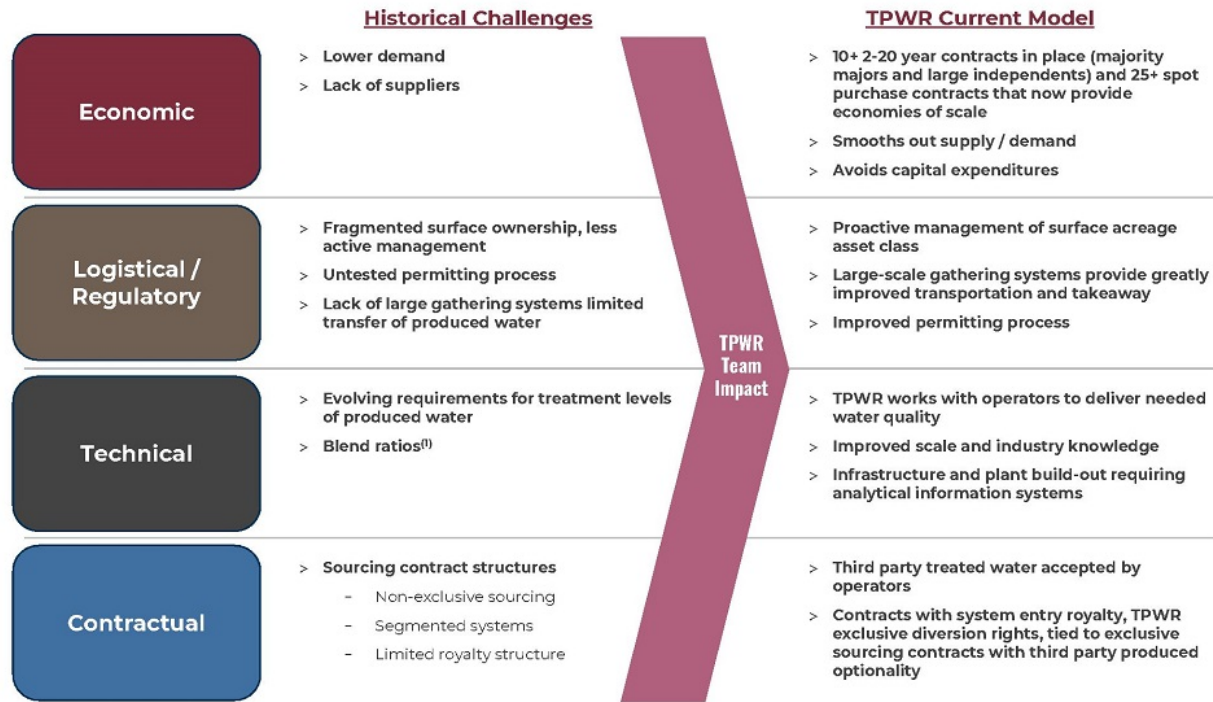 Historical Challenges
TPWR Current Model
Economic
> Lower demand
> Lack of suppliers
> 10+ 2-20 year contracts in place (majority
majors and large independents) and 25+ spot
purchase contracts that now provide
economies of scale
> Smooths out supply / demand
> Avoids capital expenditures
Logistical /
Regulatory
> Fragmented surface ownership, less
active management
> Untested permitting process
> Lack of large gathering systems limited
transfer of produced water
TPWR
Team
Impact
> Proactive management of surface acreage
asset class
> Large-scale gathering systems provide greatly
improved transportation and takeaway
> Improved permitting process
Technical
> Evolving requirements for treatment levels
of produced water
> Blend ratios(1)
> TPWR works with operators to deliver needed
water quality
> Improved scale and industry knowledge
> Infrastructure and plant build-out requiring
analytical information systems
Contractual
> Sourcing contract structures
- Non-exclusive sourcing
- Segmented systems
- Limited royalty structure
> Third party treated water accepted by
operators
> Contracts with system entry royalty, TPWR
exclusive diversion rights, tied to exclusive
sourcing contracts with third party produced
optionality